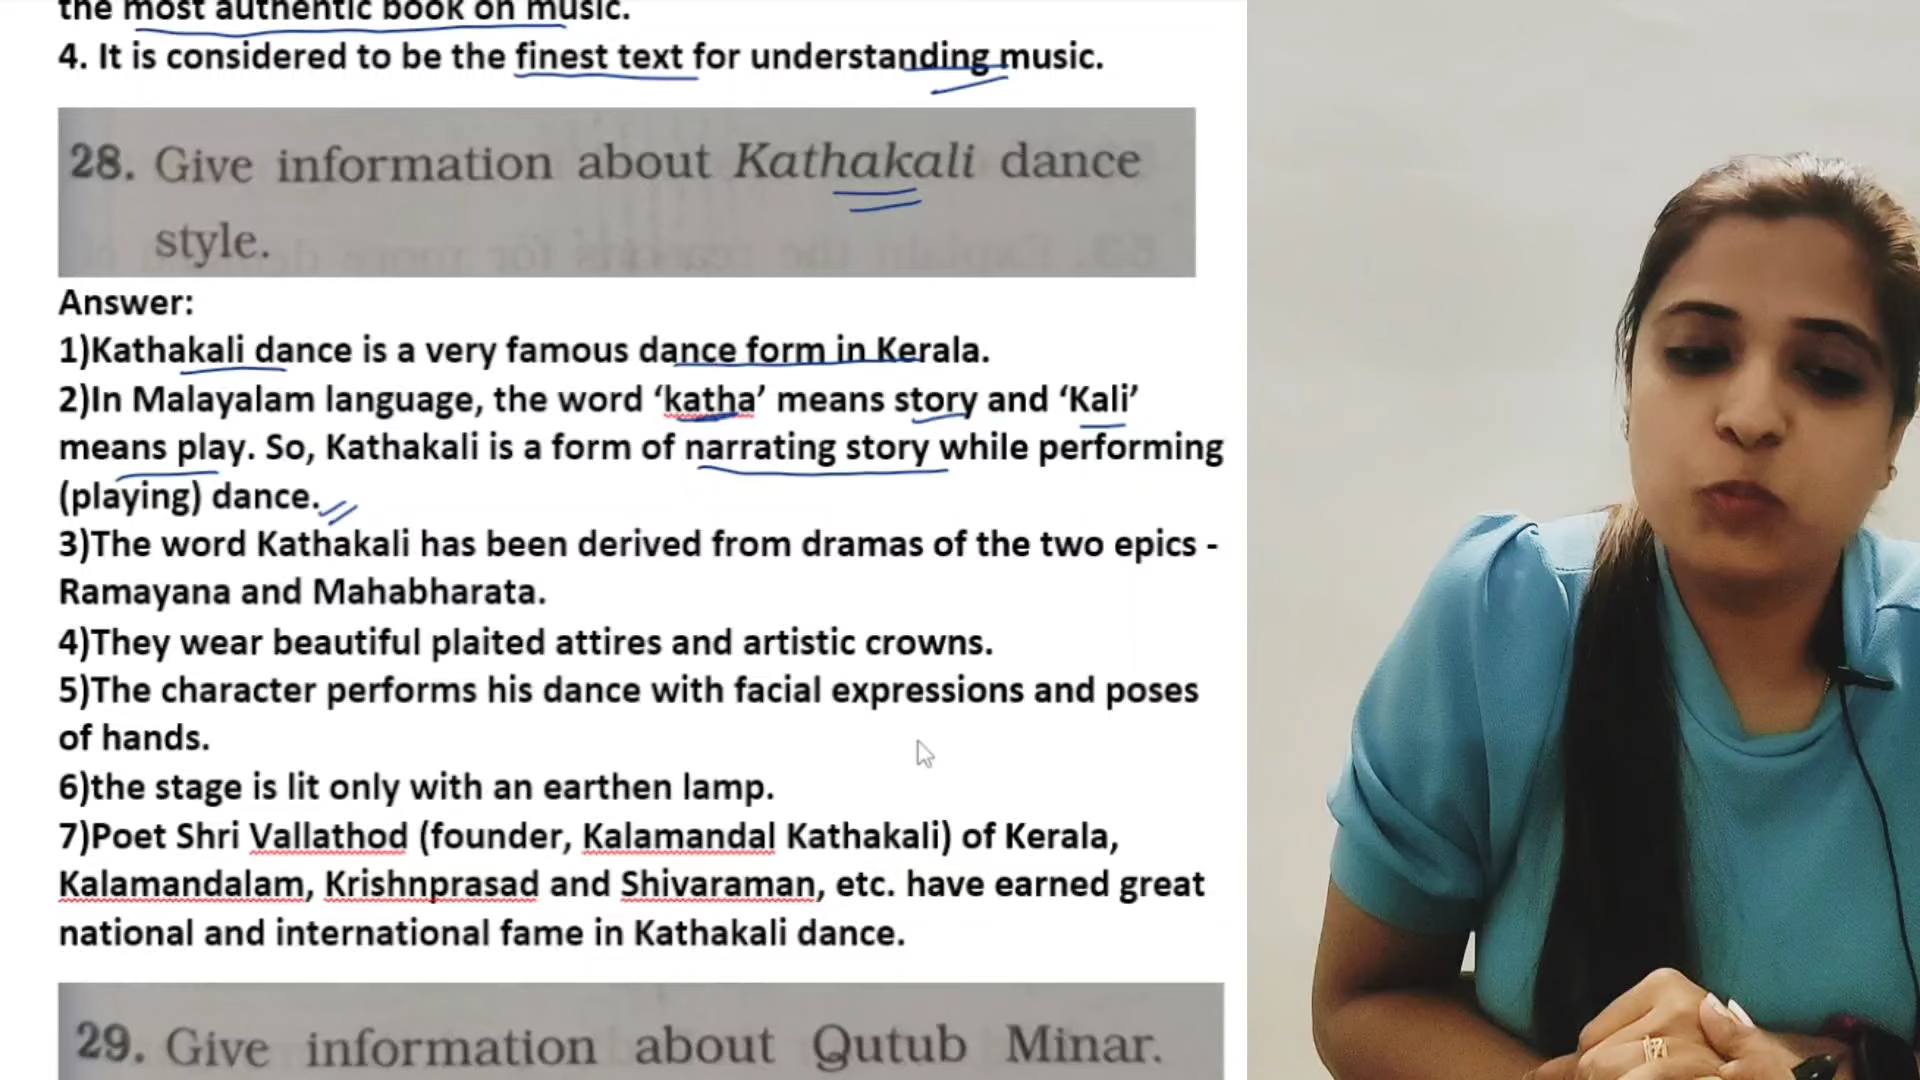 the most authentic book on music.
4. It is considered to be the finest text for understanding music.
28. Give information about Kathakali dance
style.
Answer:
1)Kathakali dance is a very famous dance form in Kerala.
2)In Malayalam language, the word ‘katha’ means story and ‘Kali’
means play. So, Kathakali is a form of narrating story while performing
(playing) dance.
3)The word Kathakali has been derived from dramas of the two epics -
Ramayana and Mahabharata.
4)They wear beautiful plaited attires and artistic crowns.
5)The character performs his dance with facial expressions and poses
of hands.
6)the stage is lit only with an earthen lamp.
7)Poet Shri Vallathod (founder, Kalamandal Kathakali) of Kerala,
Kalamandalam, Krishnprasad and Shivaraman, etc. have earned great
national and international fame in Kathakali dance.
29. Give information about Qutub Minar.